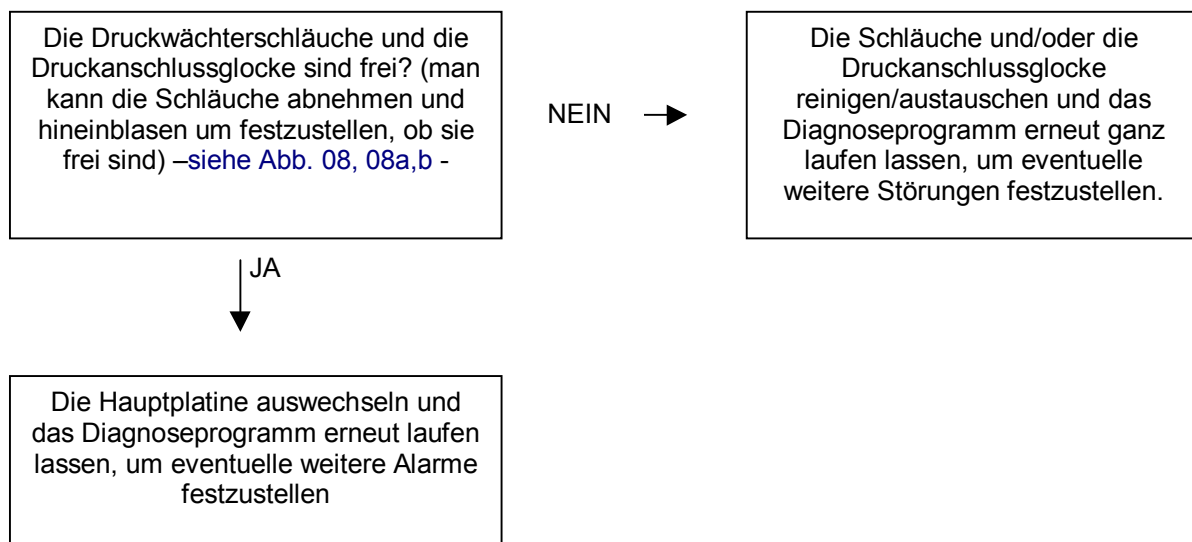 Die Druckwächterschläuche und die
Druckanschlussglocke sind frei? (man
kann die Schläuche abnehmen und
hineinblasen um festzustellen, ob sie
frei sind) –siehe Abb. 08, 08a,b -
NEIN
Die Schläuche und/oder die
Druckanschlussglocke
reinigen/austauschen und das
Diagnoseprogramm erneut ganz
laufen lassen, um eventuelle
weitere Störungen festzustellen.
JA
Die Hauptplatine auswechseln und
das Diagnoseprogramm erneut laufen
lassen, um eventuelle weitere Alarme
festzustellen